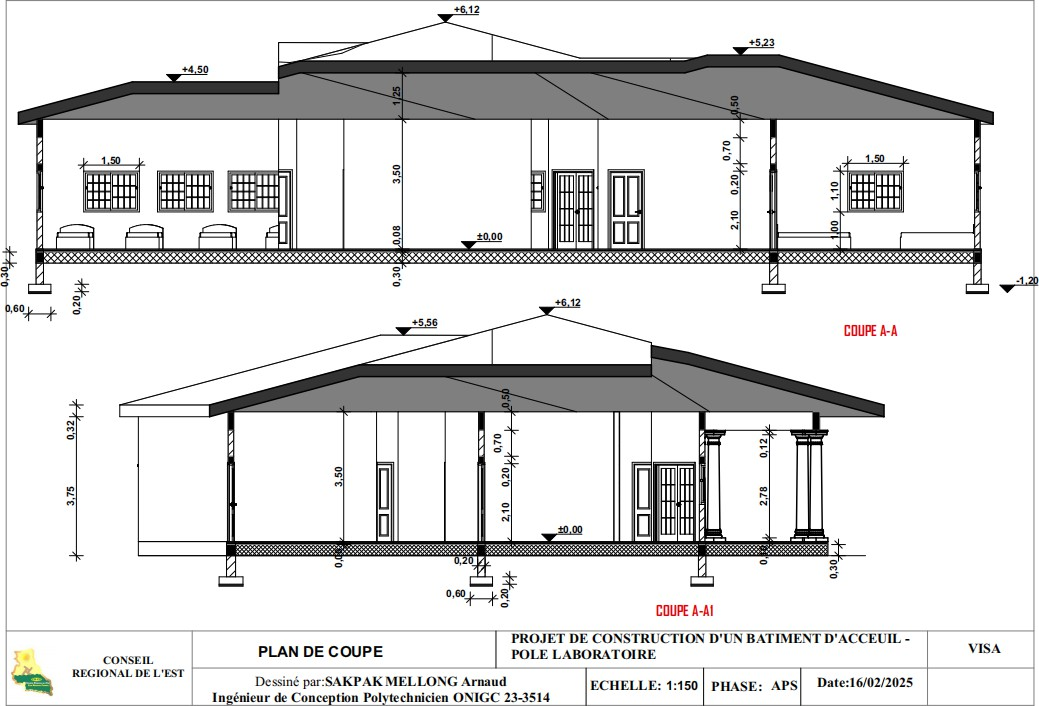 +6,12
+5,23
+4,50
1,25
0,50
0,70
1,50
1,50
3,50
0,20
1,10
2,10
1,00
0,08
±0,00
0,30
0,30
-1,20
0,60
0,20
COUPE A-A
+6,12
+5,56
0,50
0,32
0,70
0,12
3,50
0,20
3,75
2,10
2,78
±0,00
0,08
0,20
0,30
0,60
0,20
COUPE A-A1
CONSEIL
REGIONAL DE L'EST
PLAN DE COUPE
PROJET DE CONSTRUCTION D'UN BATIMENT D'ACCEUIL -
POLE LABORATOIRE
VISA
Dessiné par:SAKPAK MELLONG Arnaud
Ingénieur de Conception Polytechnicien ONIGC 23-3514
ECHELLE: 1:150
PHASE: APS
Date:16/02/2025